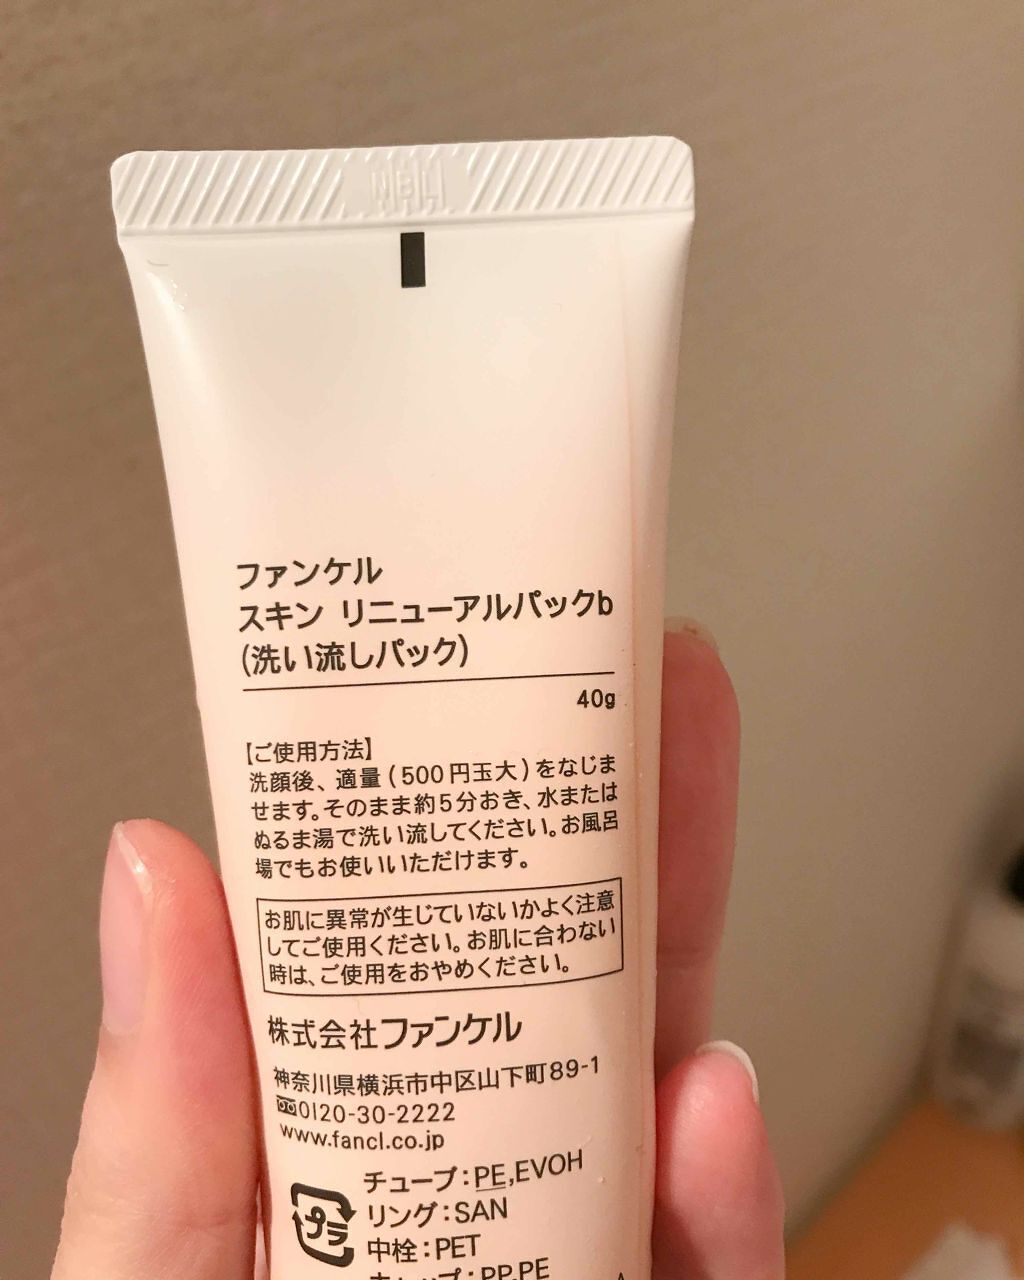 ファンケル
スキン リニューアルパックb
(洗い流しパック)
40g
【ご使用方法】
洗顔後、適量(500円玉大)をなじま
せます。そのまま約5分おき、水または
ぬるま湯で洗い流してください。お風呂
場でもお使いいただけます。
お肌に異常が生じていないかよく注意
してご使用ください。お肌に合わない
時は、ご使用をおやめください。
株式会社ファンケル
神奈川県横浜市中区山下町89-1
0120-30-2222
www.fancl.co.jp
チューブ:PE,EVOH
プラ
リング:SAN
中栓:PET
キャップ:PP,PE